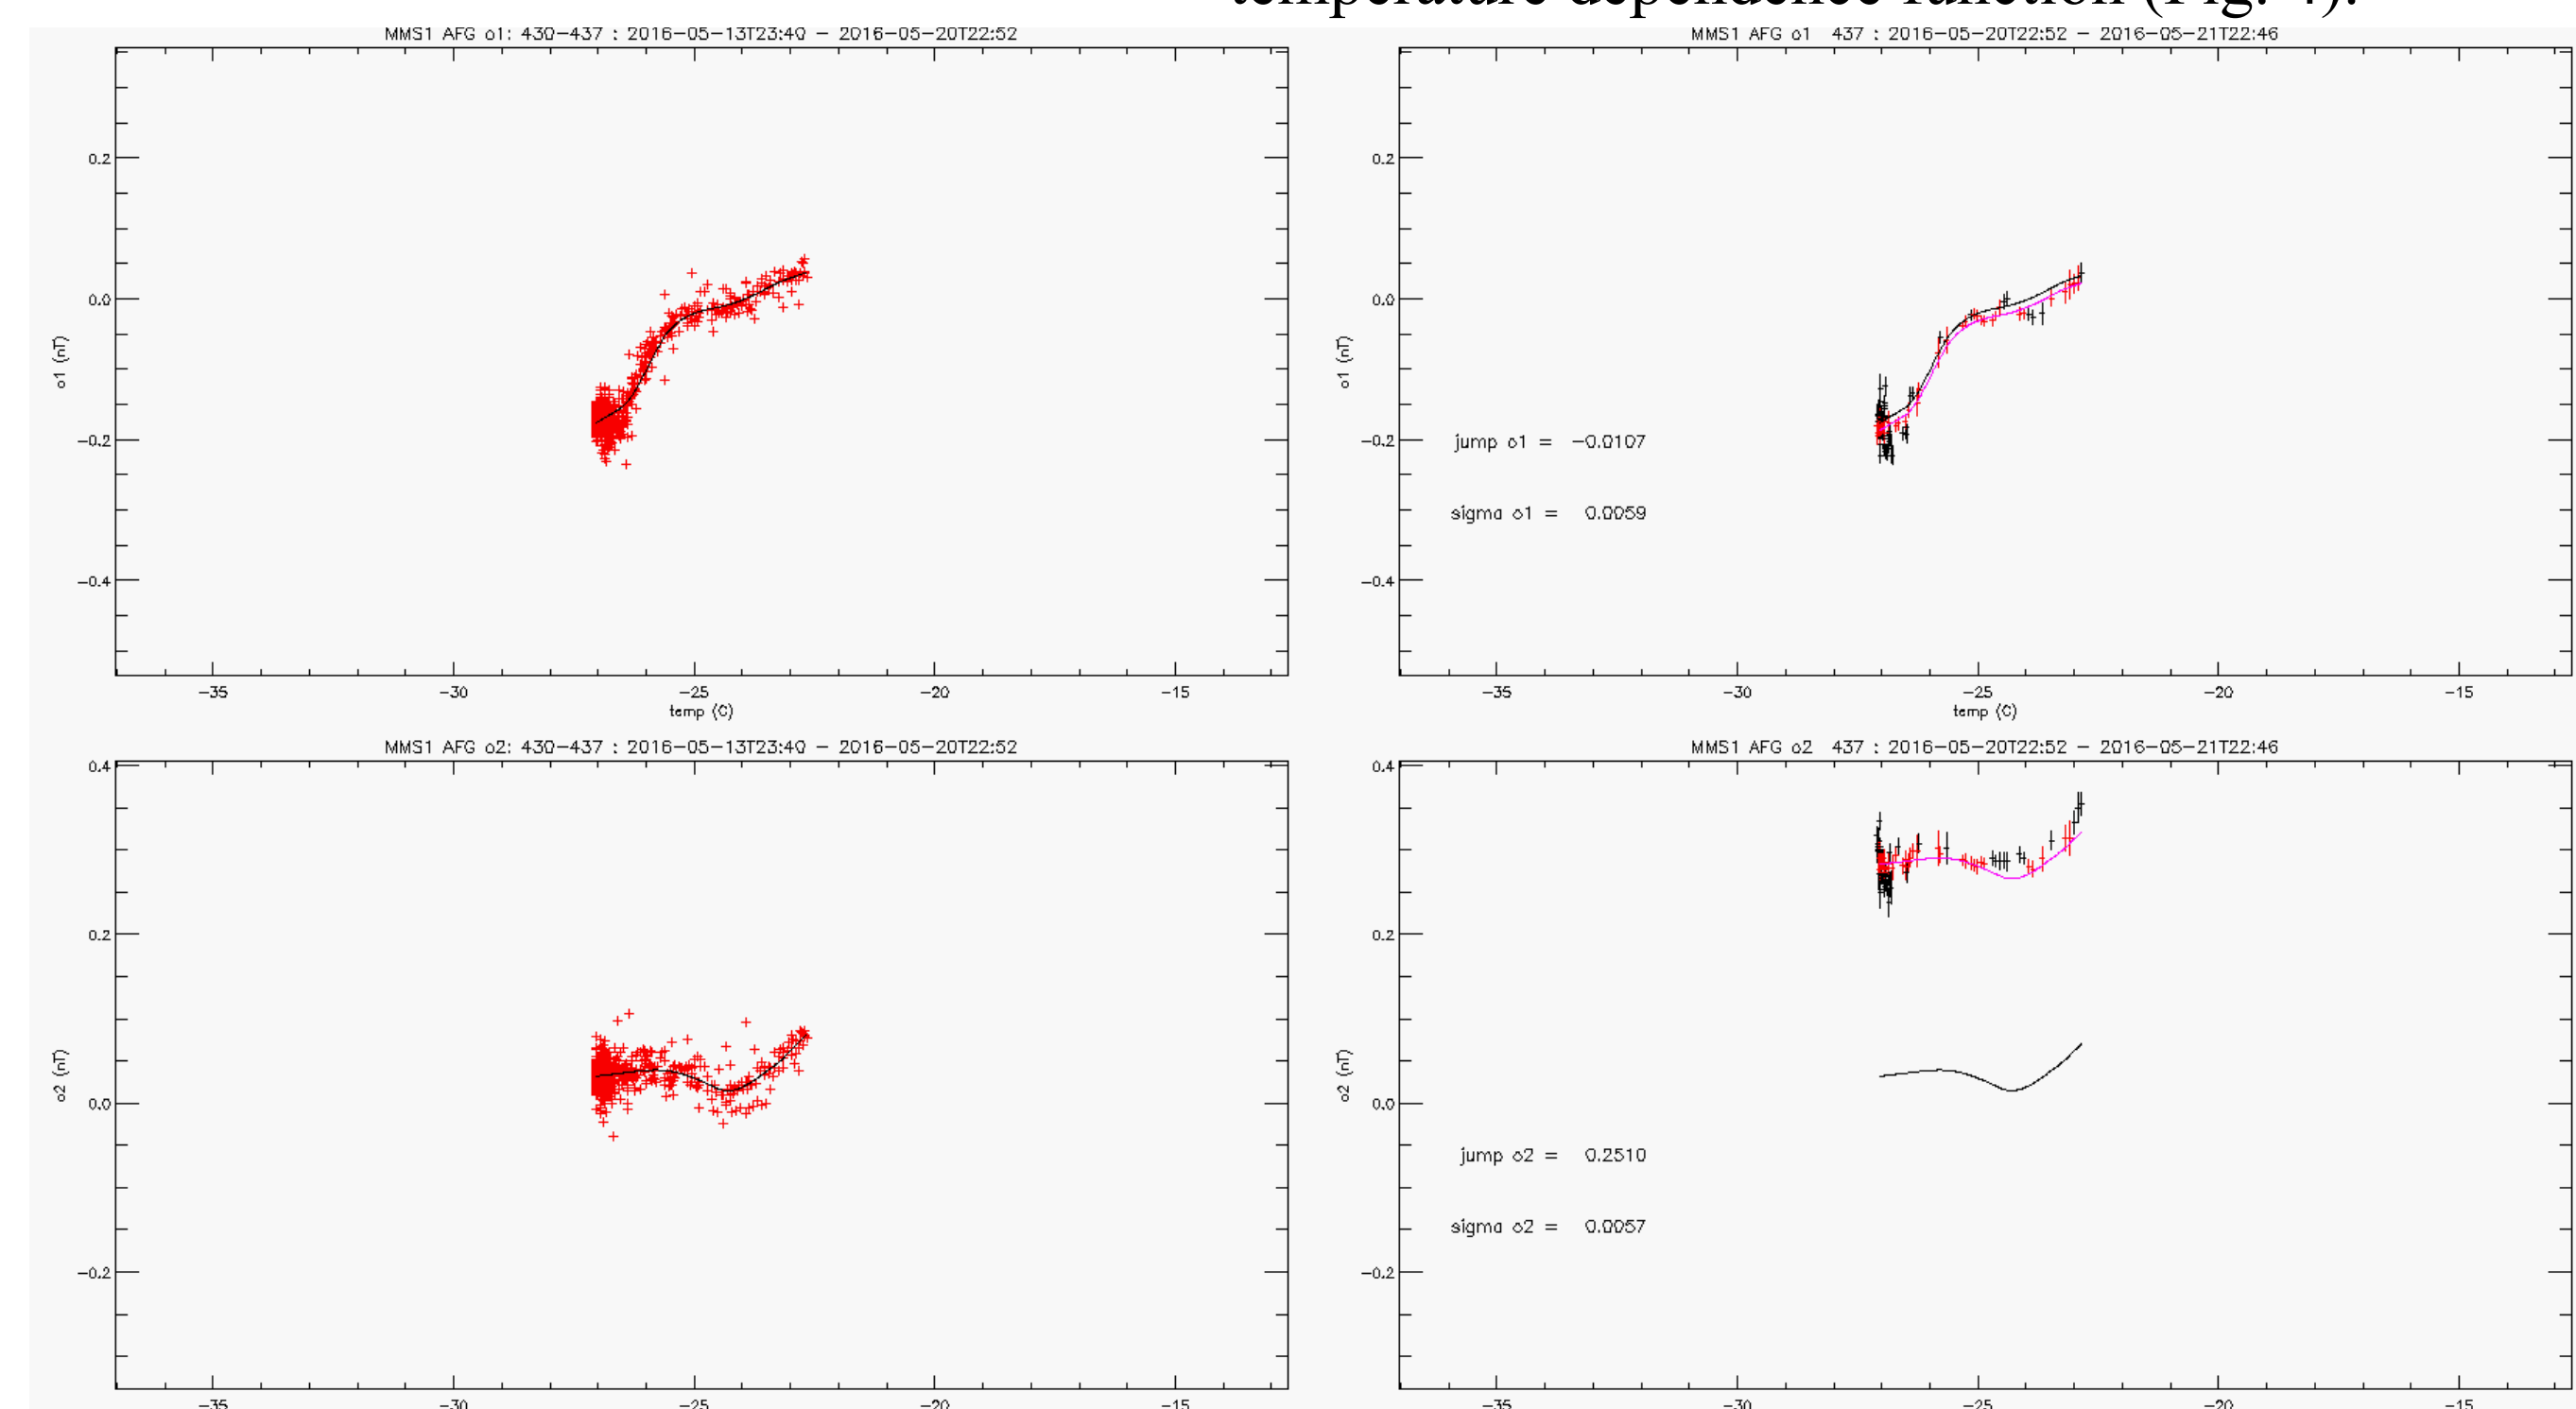 temperature dependence function (Fig. 4).
MMS1 AFG o1: 430-437 : 2016-05-13T23:40 - 2016-05-20T22:52
0.2
0.0
-0.2
-0.4
o1 (nT)
-35 -30 -25 -20 -15
temp (C)
MMS1 AFG o1 437 : 2016-05-20T22:52 - 2016-05-21T22:46
0.2
0.0
-0.2
-0.4
o1 (nT)
jump o1 = -0.0107
sigma o1 = 0.0059
-35 -30 -25 -20 -15
temp (C)
MMS1 AFG o2: 430-437 : 2016-05-13T23:40 - 2016-05-20T22:52
0.4
0.2
0.0
-0.2
o2 (nT)
-35 -30 -25 -20 -15
MMS1 AFG o2 437 : 2016-05-20T22:52 - 2016-05-21T22:46
0.4
0.2
0.0
-0.2
o2 (nT)
jump o2 = 0.2510
sigma o2 = 0.0057
-35 -30 -25 -20 -15